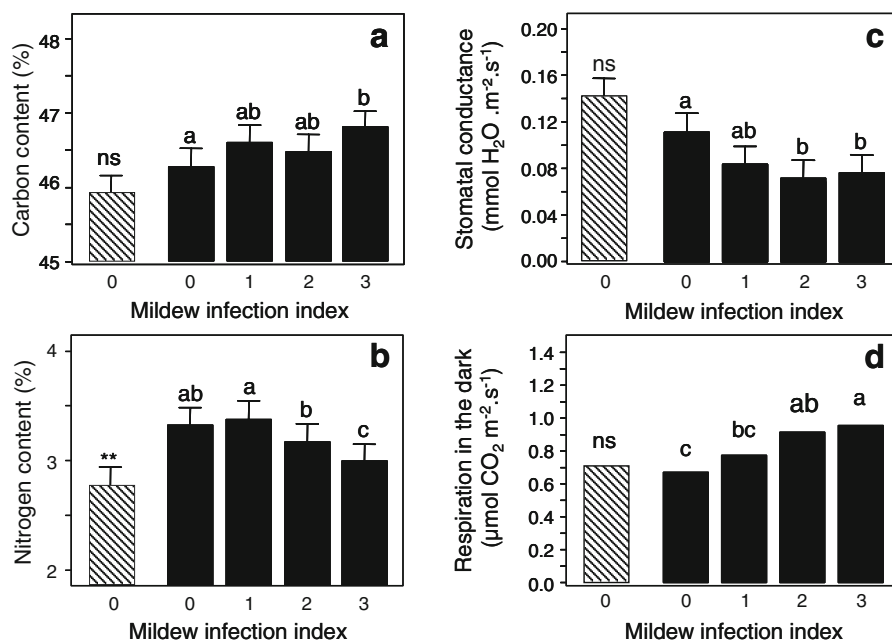 a
Carbon content (%)
48
47
46
45
ns
a
ab
ab
b
0 0 1 2 3
Mildew infection index
b
Nitrogen content (%)
4
3
2
**
ab
a
b
c
0 0 1 2 3
Mildew infection index
c
Stomatal conductance
(mmol H₂O .m⁻².s⁻¹)
0.20
0.16
0.12
0.08
0.04
0.00
ns
a
ab
b
b
0 0 1 2 3
Mildew infection index
d
Respiration in the dark
(µmol CO₂ m⁻².s⁻¹)
1.4
1.2
1.0
0.8
0.6
0.4
0.2
0.0
ns
c
bc
ab
a
0 0 1 2 3
Mildew infection index